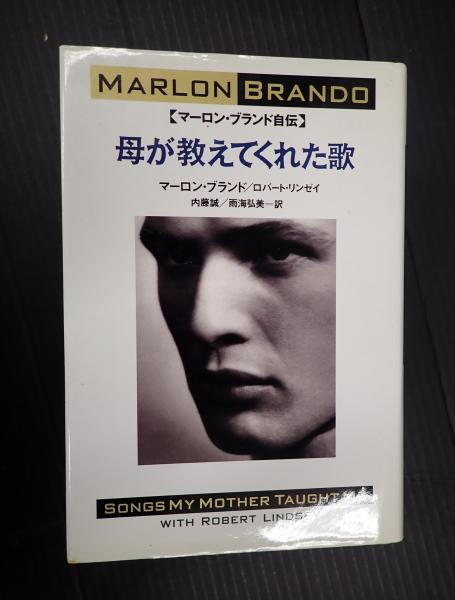 MARLON BRANDO
【マーロン・ブランド自伝】
母が教えてくれた歌
マーロン・ブランド/ロバート・リンゼイ
内藤誠/雨海弘美─訳
SONGS MY MOTHER TAUGHT
WITH ROBERT